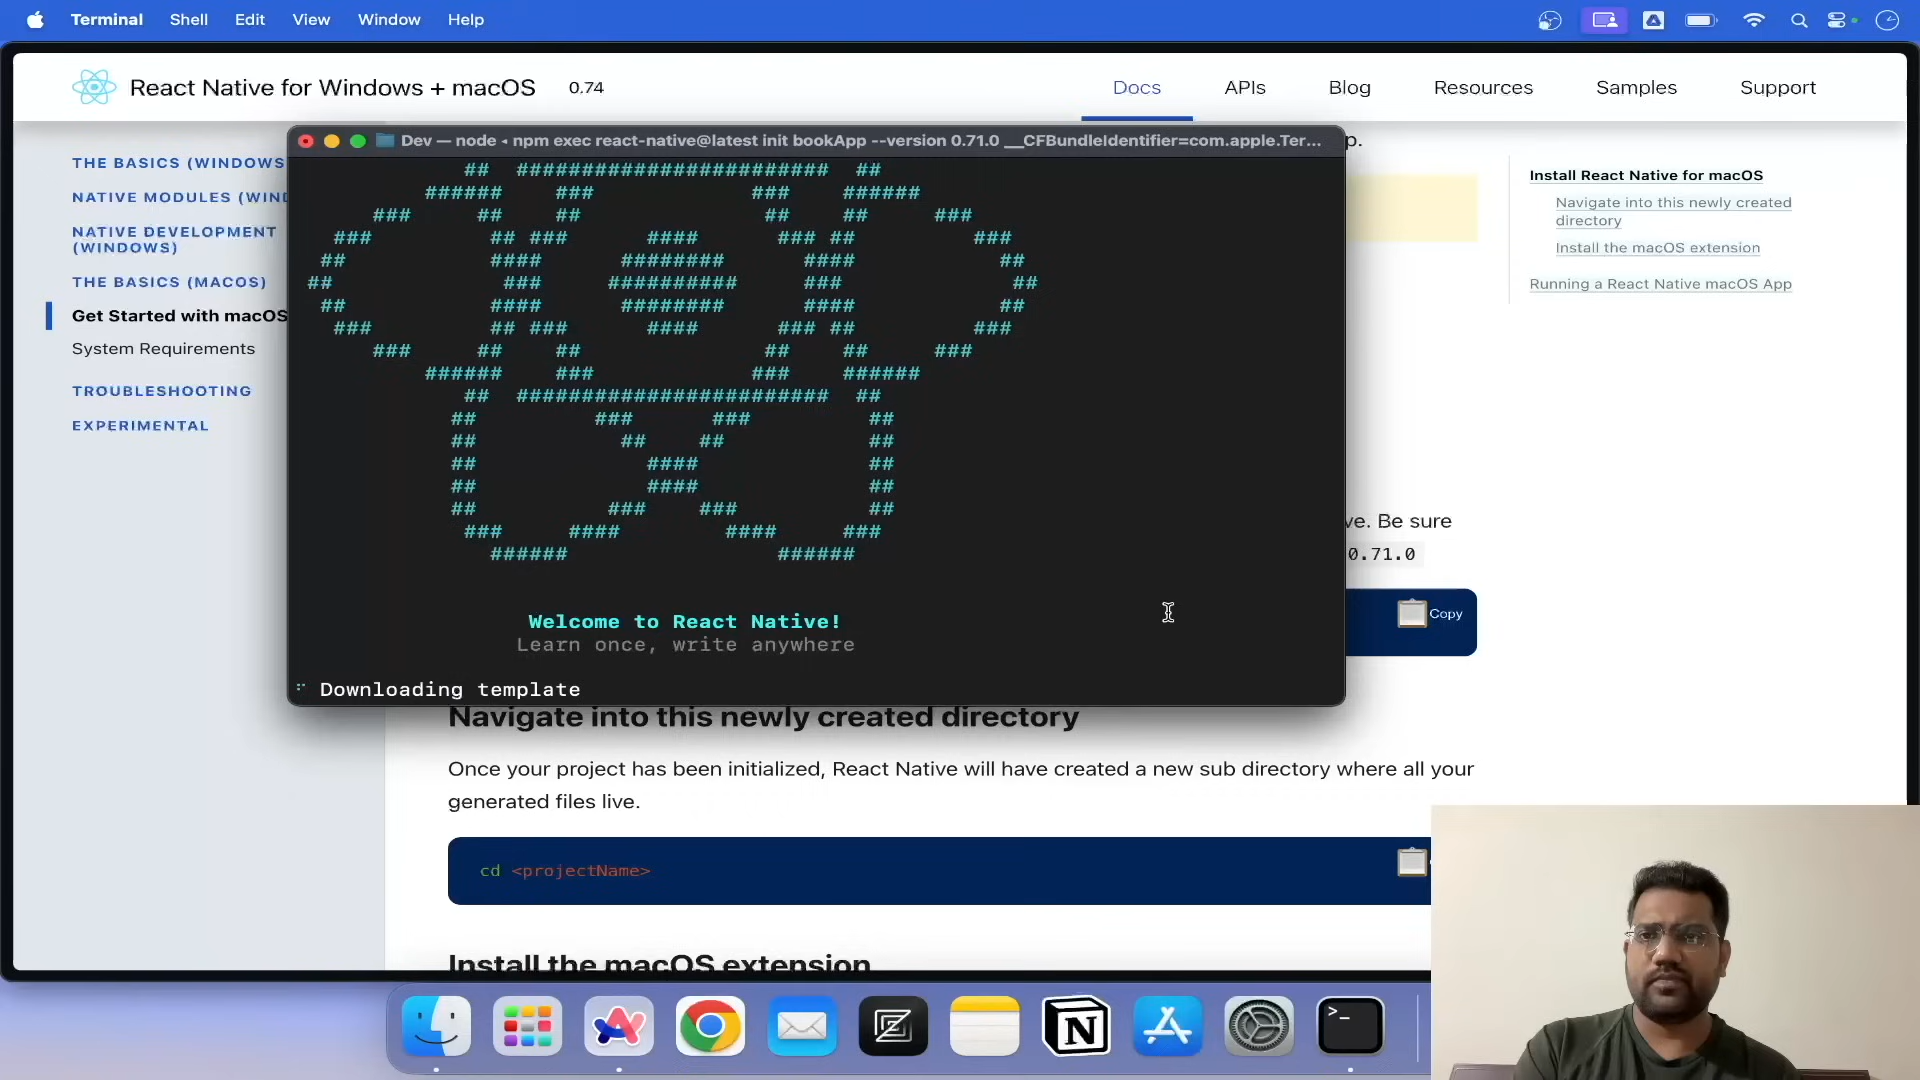 Terminal Shell Edit View Window Help
React Native for Windows + macOS 0.74
Docs APIs Blog Resources Samples Support
THE BASICS (WINDOWS
NATIVE MODULES (WIND
NATIVE DEVELOPMENT
(WINDOWS)
THE BASICS (MACOS)
Get Started with macOS
System Requirements
TROUBLESHOOTING
EXPERIMENTAL
Dev — node ◂ npm exec react-native@latest init bookApp --version 0.71.0 __CFBundleIdentifier=com.apple.Ter...
## ######################## ##
###### ### ### ######
### ## ## ## ## ###
### ## ### #### ### ## ###
## #### ######## #### ##
## ### ########## ### ##
## #### ######## #### ##
### ## ### #### ### ## ###
### ## ## ## ## ###
###### ### ### ######
## ######################## ##
## ### ### ##
## ## ## ##
## #### ##
## #### ##
## ### ### ##
### #### #### ###
###### ######
Welcome to React Native!
Learn once, write anywhere
Downloading template
p.
ve. Be sure
0.71.0
Copy
Navigate into this newly created directory
Once your project has been initialized, React Native will have created a new sub directory where all your
generated files live.
cd <projectName>
Install the macOS extension
Install React Native for macOS
Navigate into this newly created
directory
Install the macOS extension
Running a React Native macOS App
>_